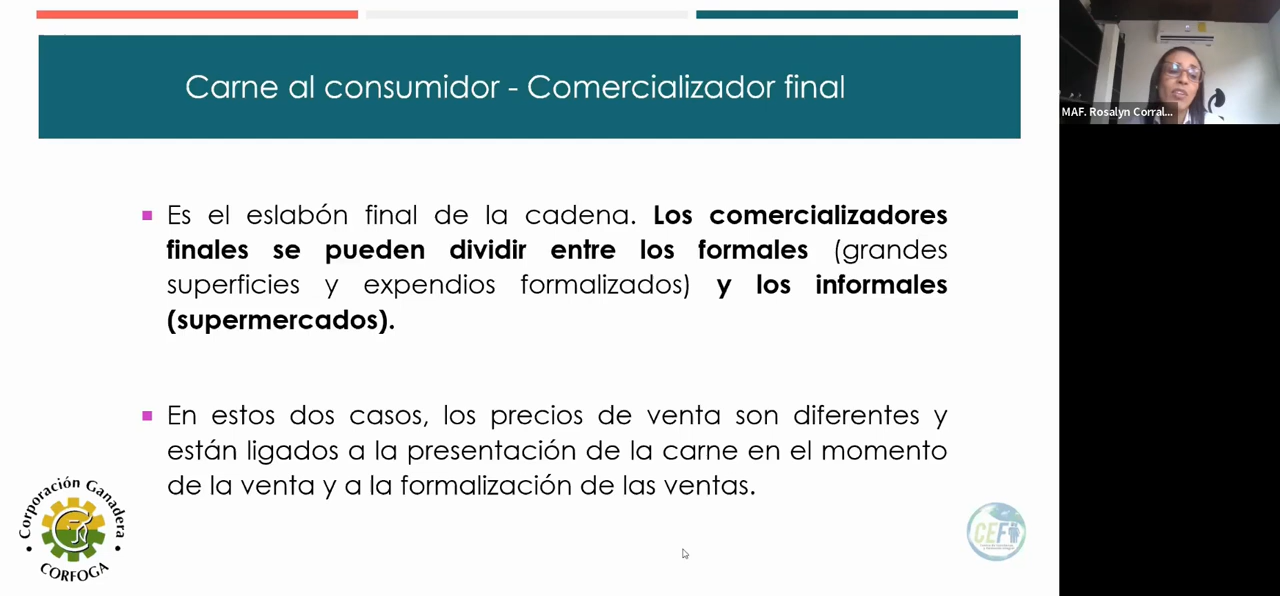 Carne al consumidor - Comercializador final
MAF. Rosalyn Corral...
Es el eslabón final de la cadena. Los comercializadores
finales se pueden dividir entre los formales (grandes
superficies y expendios formalizados) y los informales
(supermercados).
En estos dos casos, los precios de venta son diferentes y
están ligados a la presentación de la carne en el momento
de la venta y a la formalización de las ventas.
Corporación Ganadera
CORFOGA
CEFI